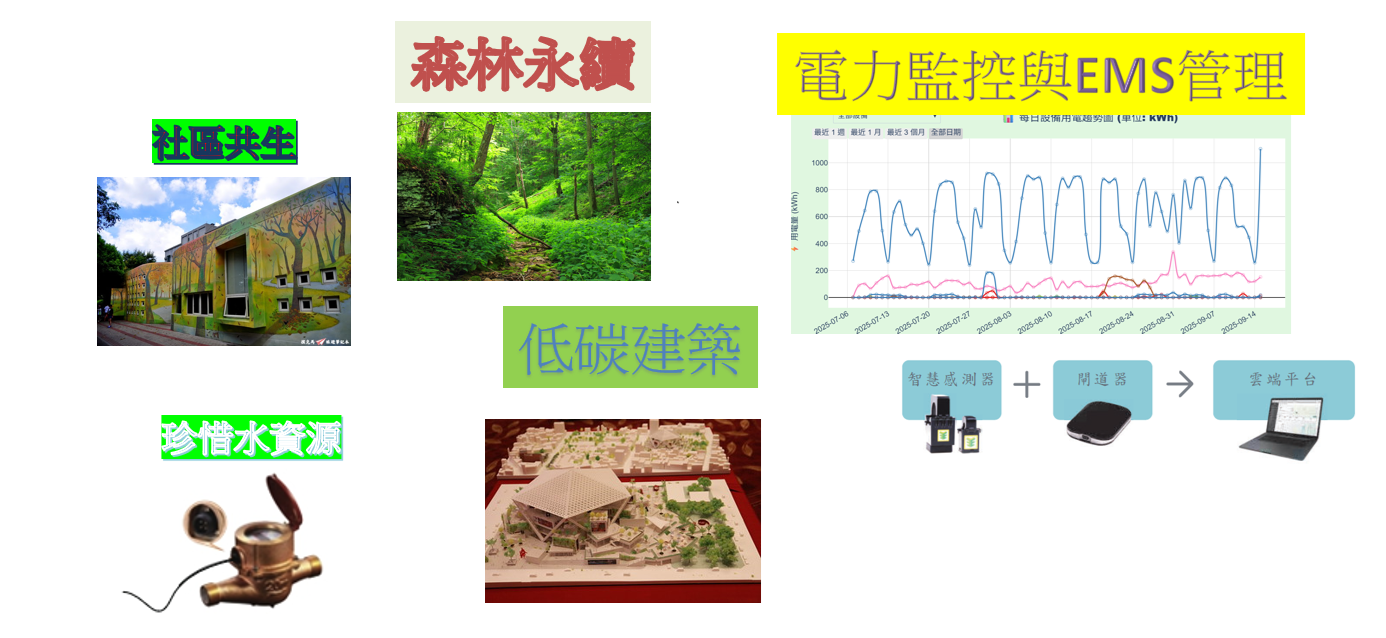 森林永續
電力監控與EMS管理
社區共生
全部設備
每日設備用電趨勢圖 (單位: kWh)
最近 1 週 最近 1 月 最近 3 個月 全部日期
用電量 (kWh)
1000
800
600
400
200
0
2025-07-06
2025-07-13
2025-07-20
2025-07-27
2025-08-03
2025-08-10
2025-08-17
2025-08-24
2025-08-31
2025-09-07
2025-09-14
低碳建築
智慧感測器 + 閘道器 → 雲端平台
珍惜水資源